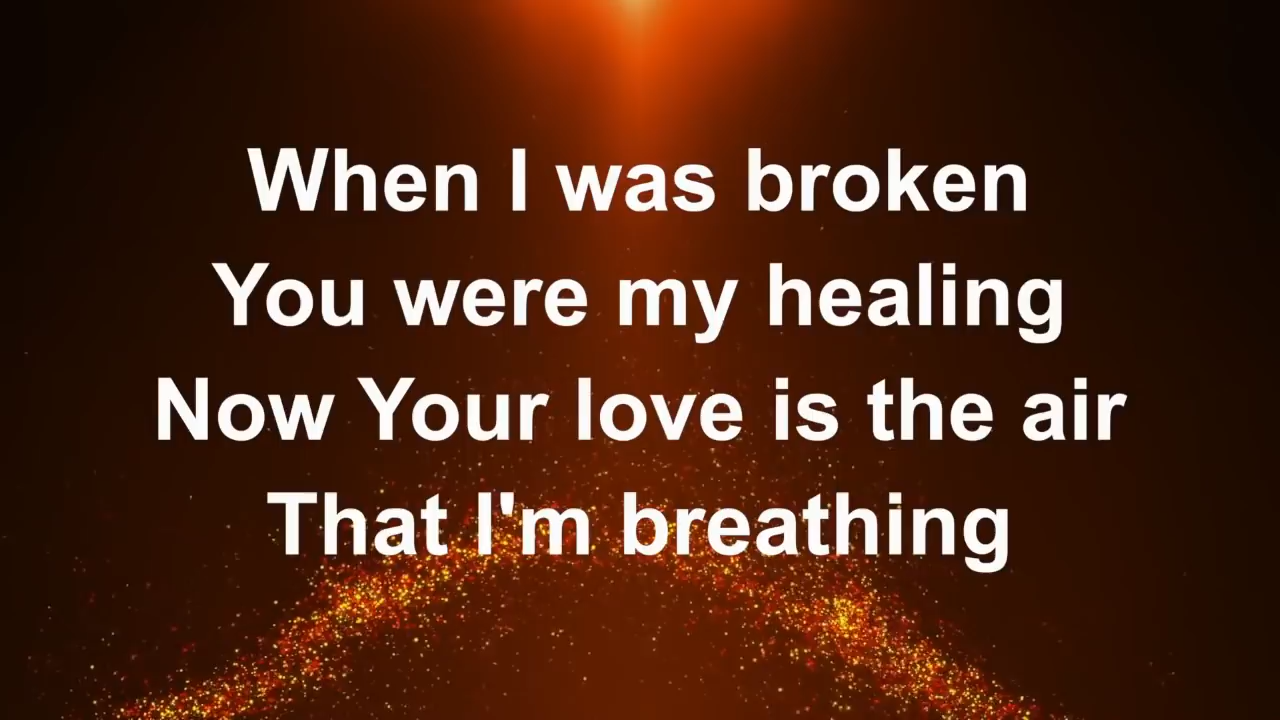 When I was broken
You were my healing
Now Your love is the air
That I'm breathing